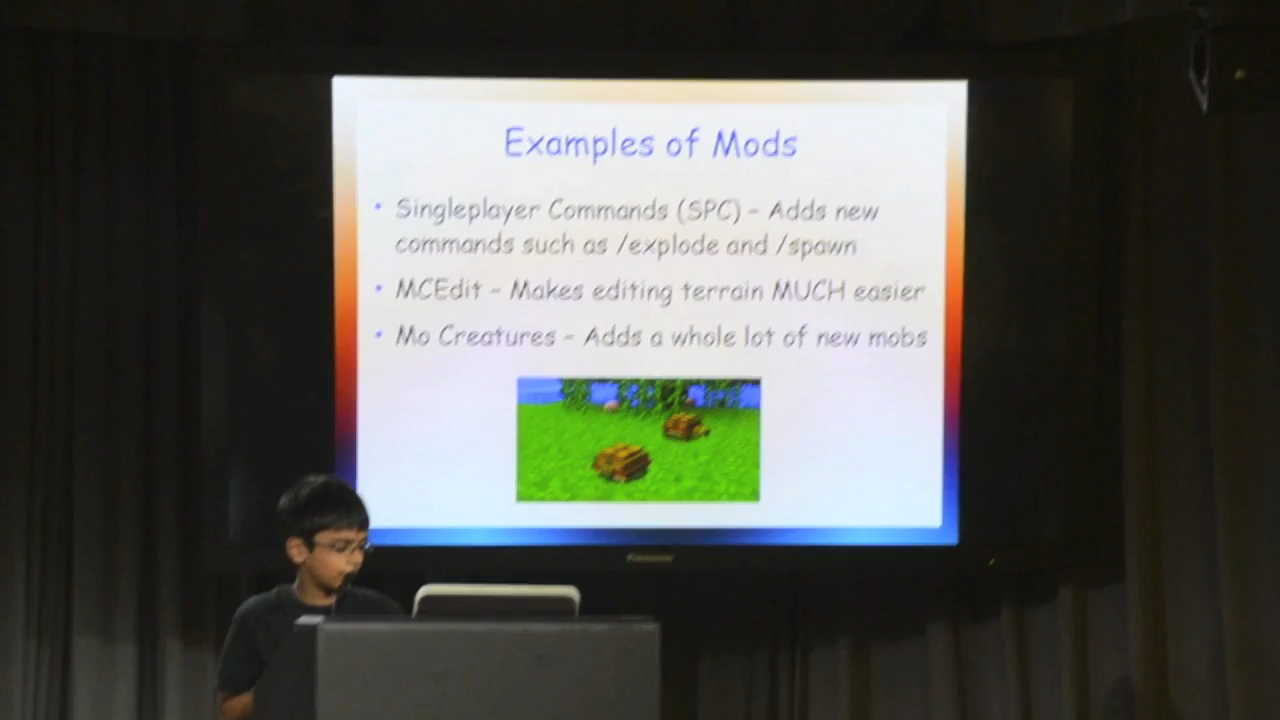 Examples of Mods
• Singleplayer Commands (SPC) – Adds new
commands such as /explode and /spawn
• MCEdit – Makes editing terrain MUCH easier
• Mo Creatures – Adds a whole lot of new mobs
Panasonic